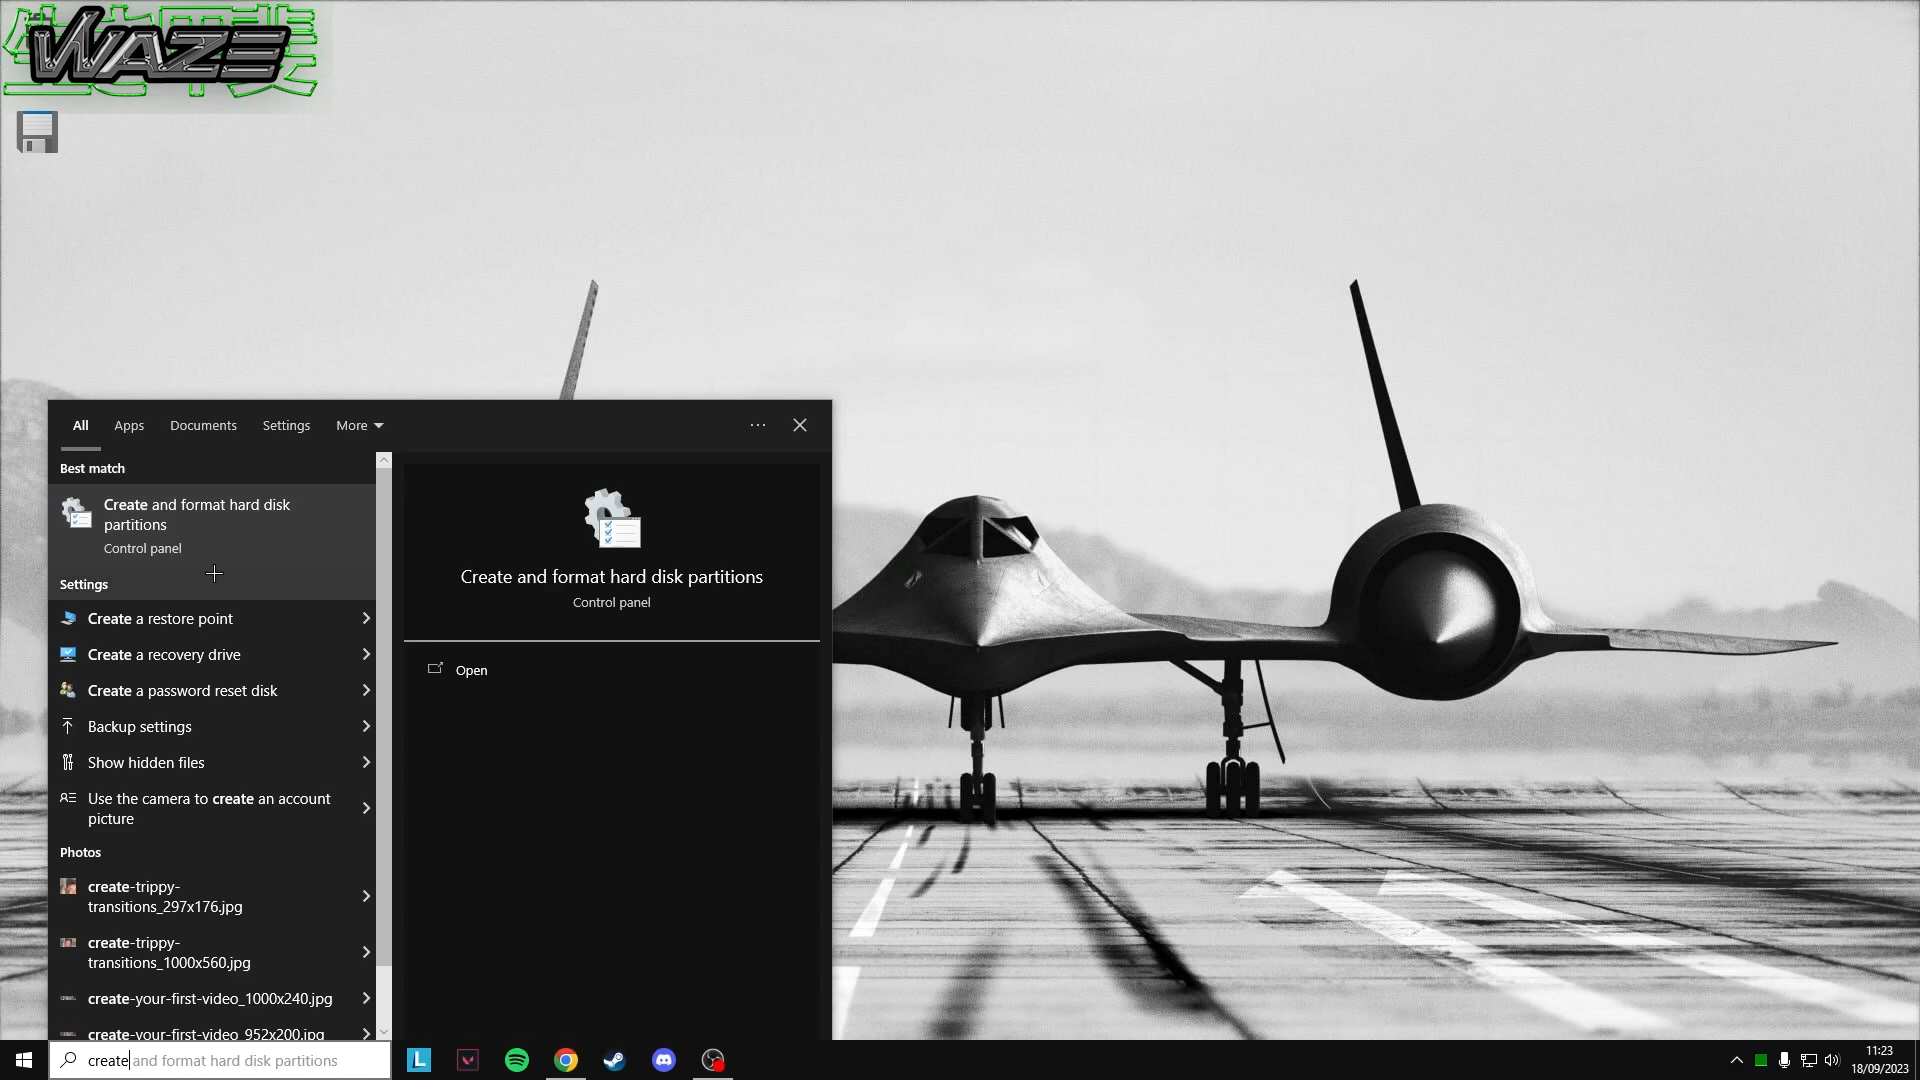 WAZE
All Apps Documents Settings More ···
Best match
Create and format hard disk
partitions
Control panel
Settings
Create a restore point
Create a recovery drive
Create a password reset disk
Backup settings
Show hidden files
Use the camera to create an account
picture
Photos
create-trippy-
transitions_297x176.jpg
create-trippy-
transitions_1000x560.jpg
create-your-first-video_1000x240.jpg
create-your-first-video_952x200.jpg
Create and format hard disk partitions
Control panel
Open
create and format hard disk partitions
L
11:23
18/09/2023